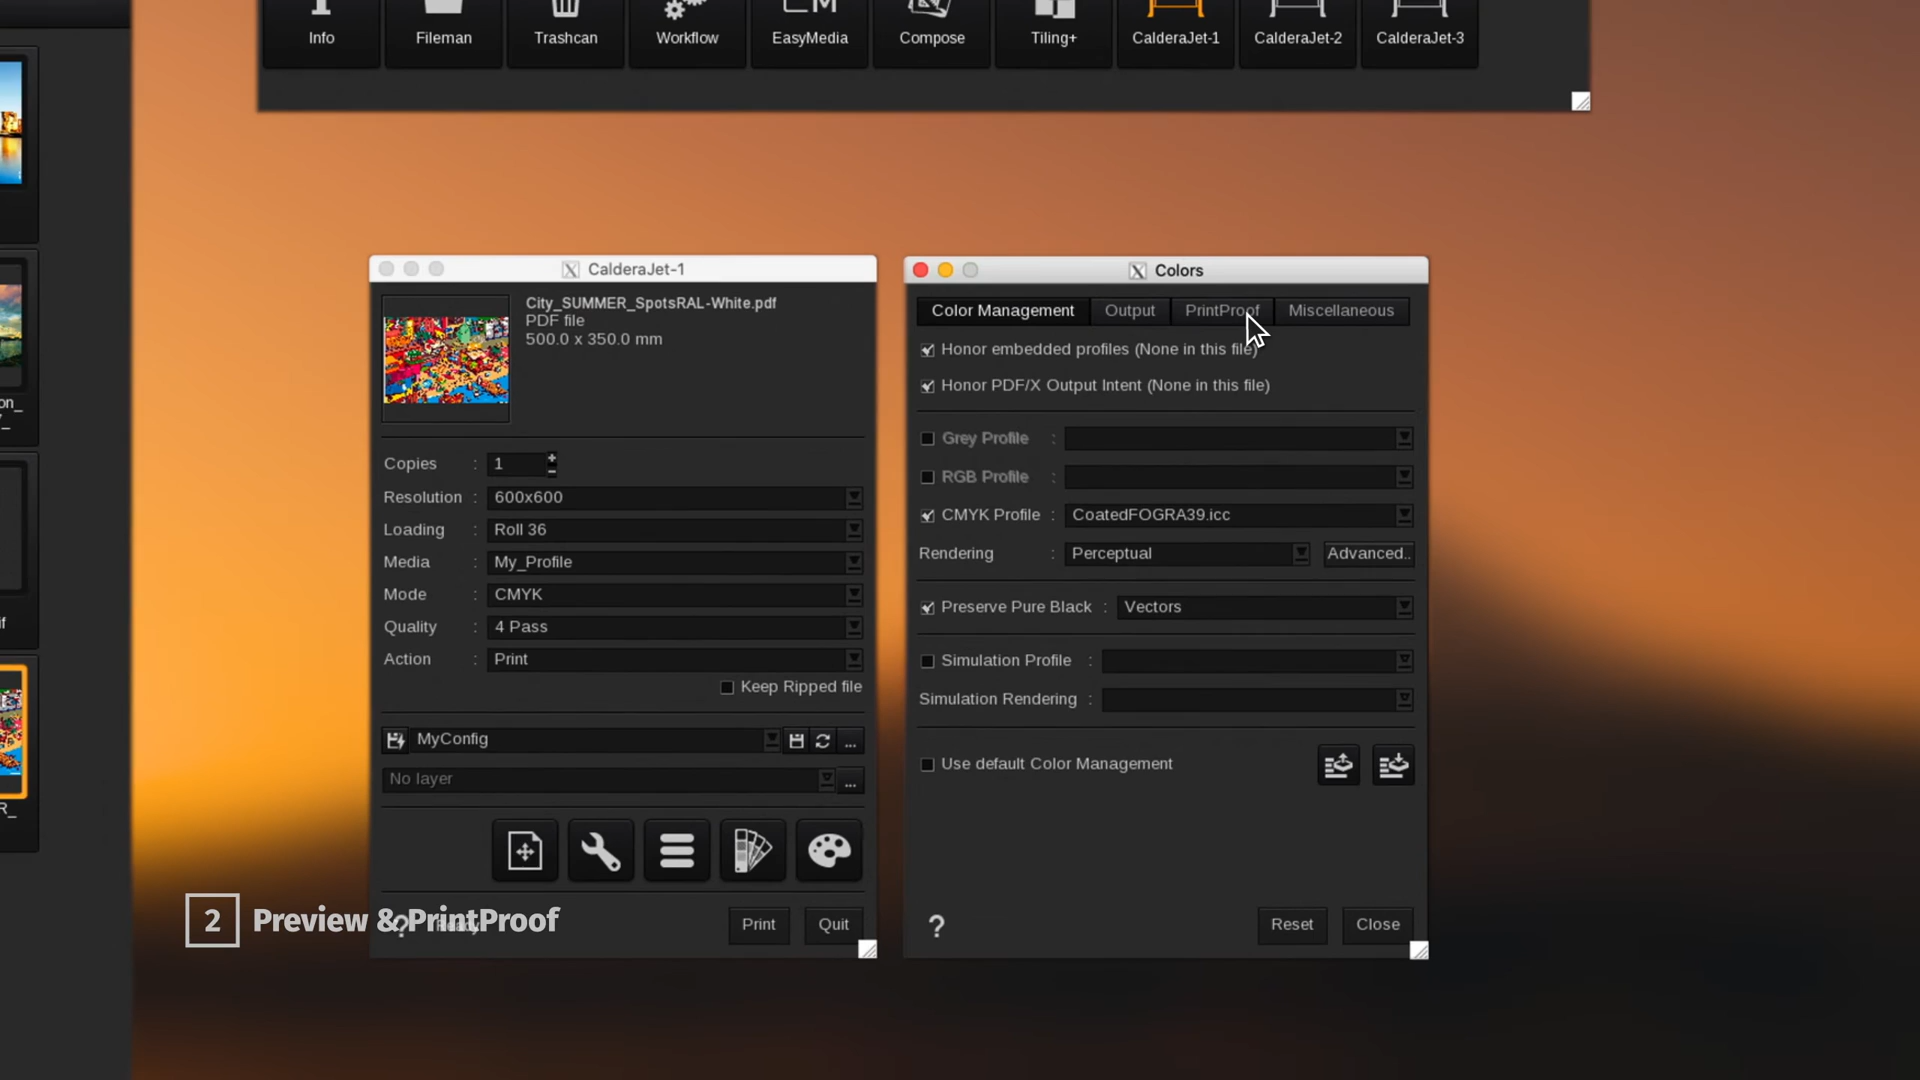 Info
Fileman
Trashcan
Workflow
EasyMedia
Compose
Tiling+
CalderaJet-1
CalderaJet-2
CalderaJet-3
on_
if
R_
CalderaJet-1
City_SUMMER_SpotsRAL-White.pdf
PDF file
500.0 x 350.0 mm
Copies : 1
Resolution : 600x600
Loading : Roll 36
Media : My_Profile
Mode : CMYK
Quality : 4 Pass
Action : Print
Keep Ripped file
MyConfig ...
No layer ...
? Print Quit
Colors
Color Management Output PrintProof Miscellaneous
Honor embedded profiles (None in this file)
Honor PDF/X Output Intent (None in this file)
Grey Profile :
RGB Profile :
CMYK Profile : CoatedFOGRA39.icc
Rendering : Perceptual Advanced..
Preserve Pure Black : Vectors
Simulation Profile :
Simulation Rendering :
Use default Color Management
? Reset Close
2 Preview & PrintProof